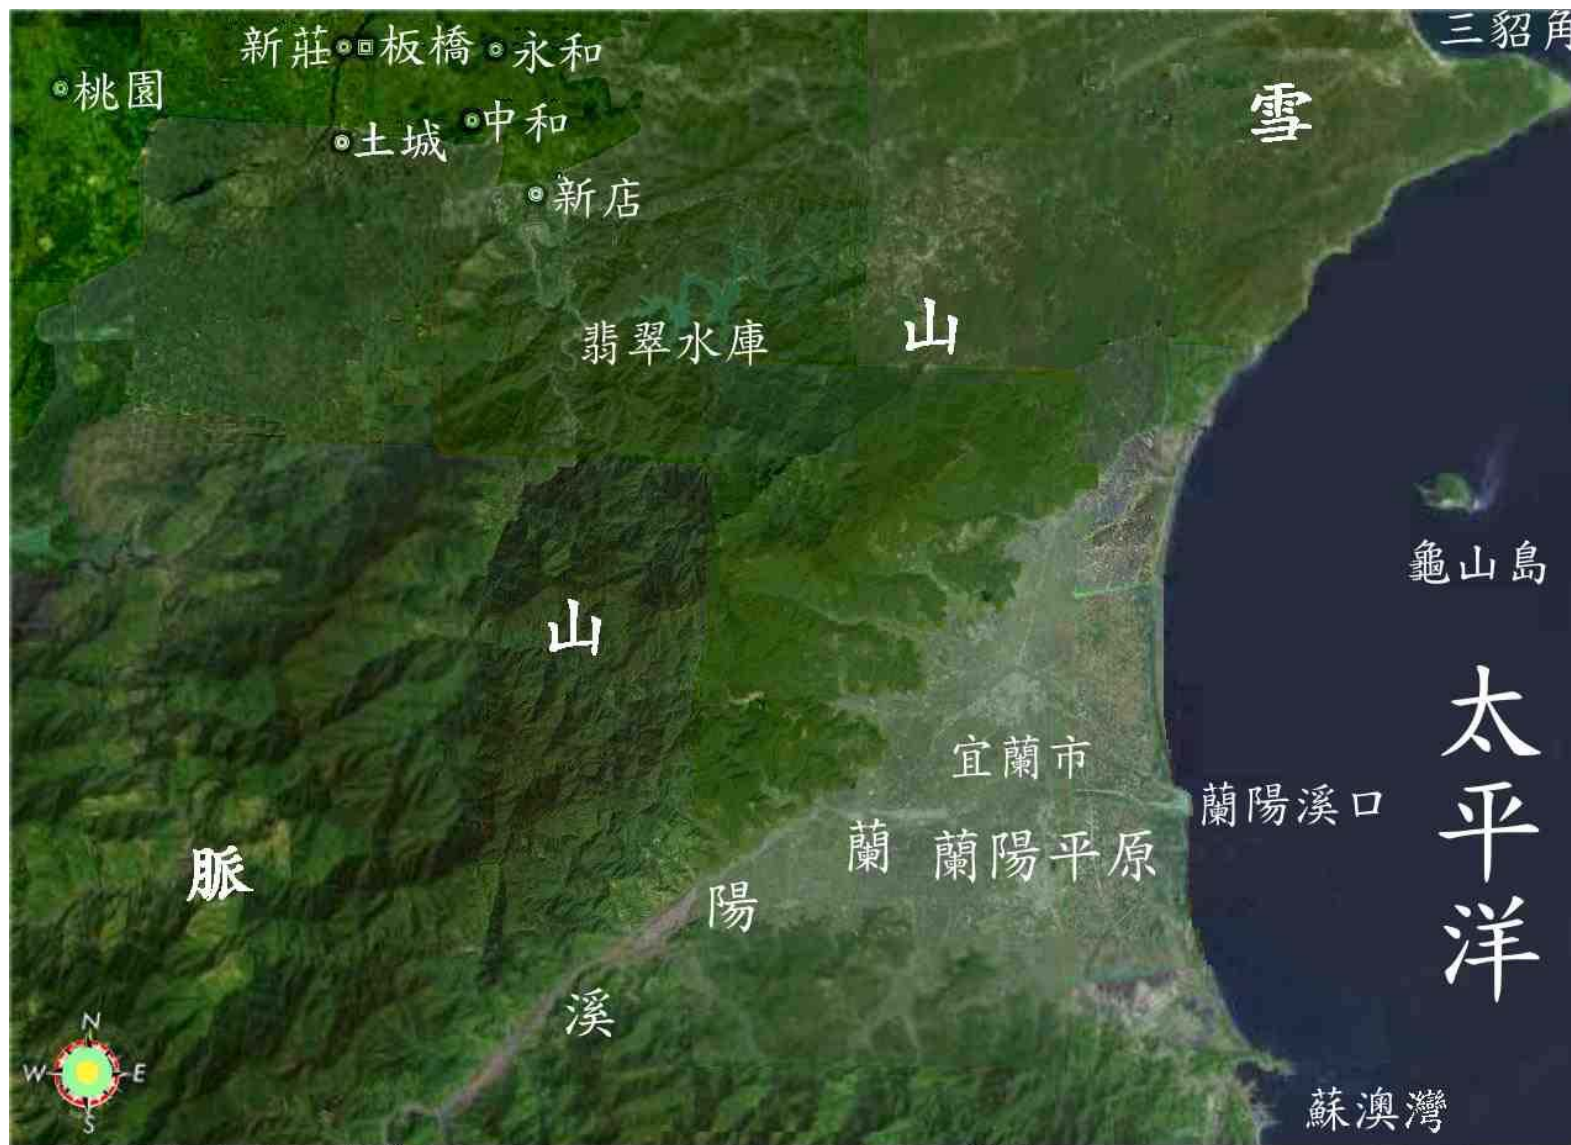 三貂角
新莊
板橋
永和
桃園
中和
土城
新店
雪
山
山
脈
翡翠水庫
龜山島
太平洋
宜蘭市
蘭陽溪口
蘭陽平原
蘭
陽
溪
蘇澳灣
N
W
E
S